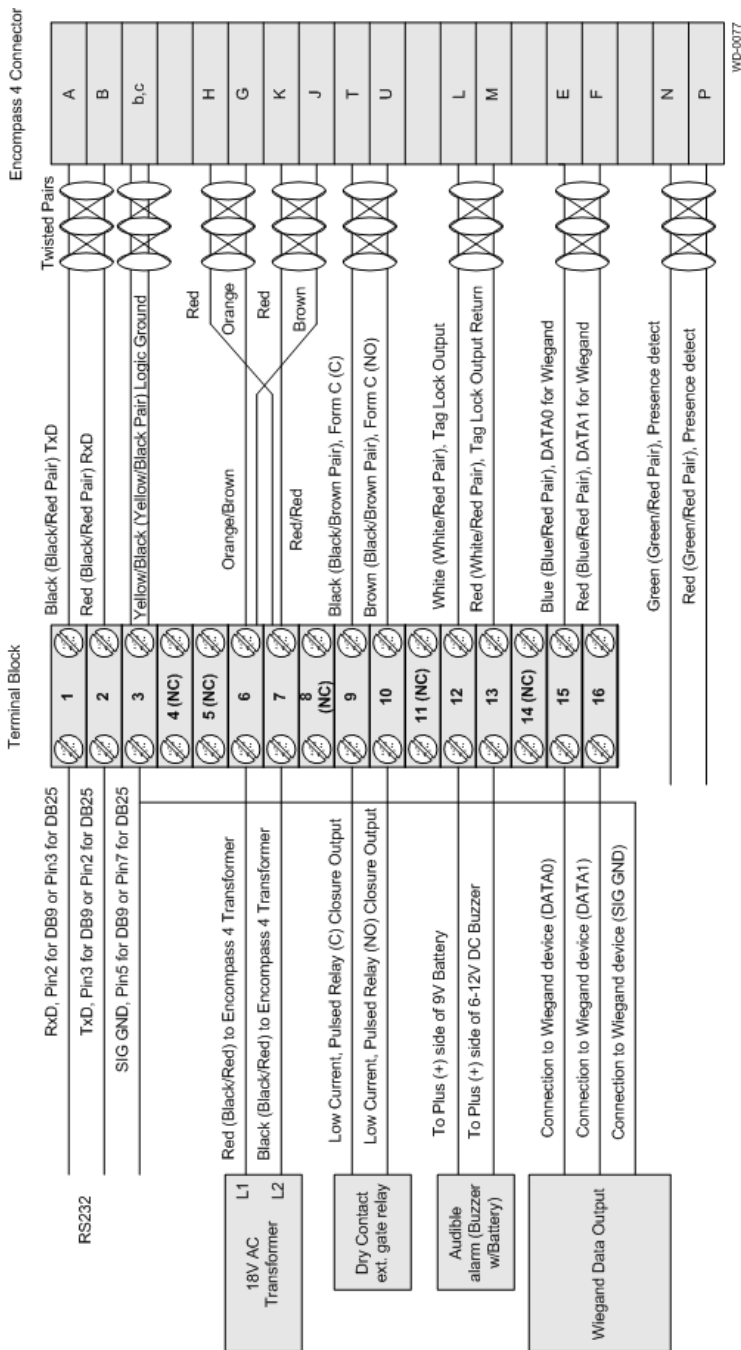 Encompass 4 Connector
A
B
b,c
H
G
K
J
T
U
L
M
E
F
N
P
WD-0077
Twisted Pairs
Red
Orange
Red
Brown
Black (Black/Red Pair) TxD
Red (Black/Red Pair) RxD
Yellow/Black (Yellow/Black Pair) Logic Ground
Orange/Brown
Red/Red
Black (Black/Brown Pair), Form C (C)
Brown (Black/Brown Pair), Form C (NO)
White (White/Red Pair), Tag Lock Output
Red (White/Red Pair), Tag Lock Output Return
Blue (Blue/Red Pair), DATA0 for Wiegand
Red (Blue/Red Pair), DATA1 for Wiegand
Green (Green/Red Pair), Presence detect
Red (Green/Red Pair), Presence detect
Terminal Block
1
2
3
4 (NC)
5 (NC)
6
7
8
(NC)
9
10
11 (NC)
12
13
14 (NC)
15
16
RxD, Pin2 for DB9 or Pin3 for DB25
TxD, Pin3 for DB9 or Pin2 for DB25
SIG GND, Pin5 for DB9 or Pin7 for DB25
Red (Black/Red) to Encompass 4 Transformer
Black (Black/Red) to Encompass 4 Transformer
Low Current, Pulsed Relay (C) Closure Output
Low Current, Pulsed Relay (NO) Closure Output
To Plus (+) side of 9V Battery
To Plus (+) side of 6-12V DC Buzzer
Connection to Wiegand device (DATA0)
Connection to Wiegand device (DATA1)
Connection to Wiegand device (SIG GND)
RS232
L1
L2
18V AC
Transformer
Dry Contact
ext. gate relay
Audible
alarm (Buzzer
w/Battery)
Wiegand Data Output